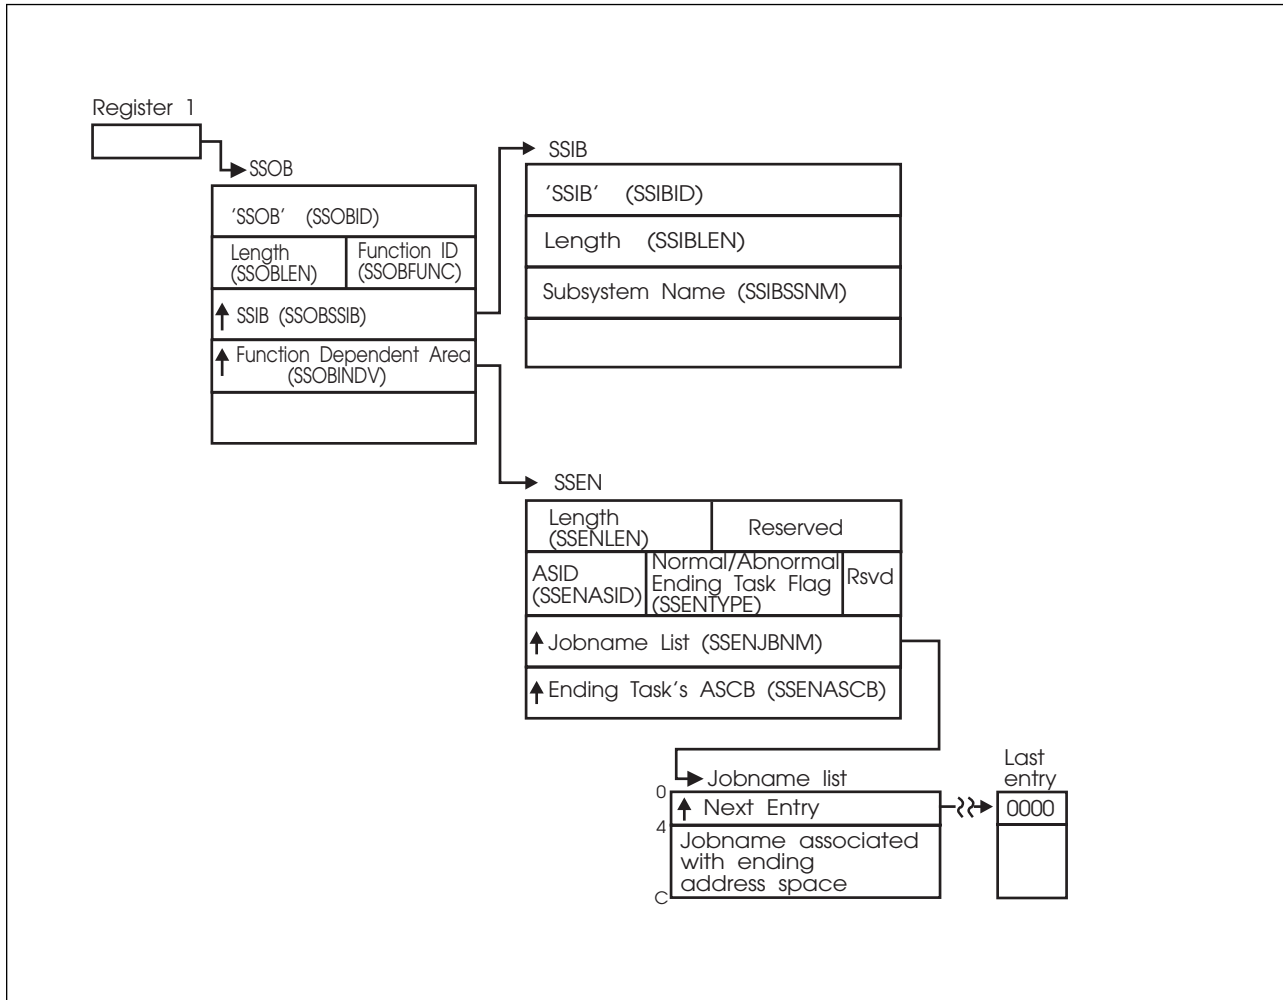 Register 1
SSOB
'SSOB' (SSOBID)
Length
(SSOBLEN)
Function ID
(SSOBFUNC)
SSIB (SSOBSSIB)
Function Dependent Area
(SSOBINDV)
SSIB
'SSIB' (SSIBID)
Length (SSIBLEN)
Subsystem Name (SSIBSSNM)
SSEN
Length
(SSENLEN)
Reserved
ASID
(SSENASID)
Normal/Abnormal
Ending Task Flag
(SSENTYPE)
Rsvd
Jobname List (SSENJBNM)
Ending Task's ASCB (SSENASCB)
Jobname list
0
Next Entry
4
Jobname associated
with ending
address space
C
Last
entry
0000